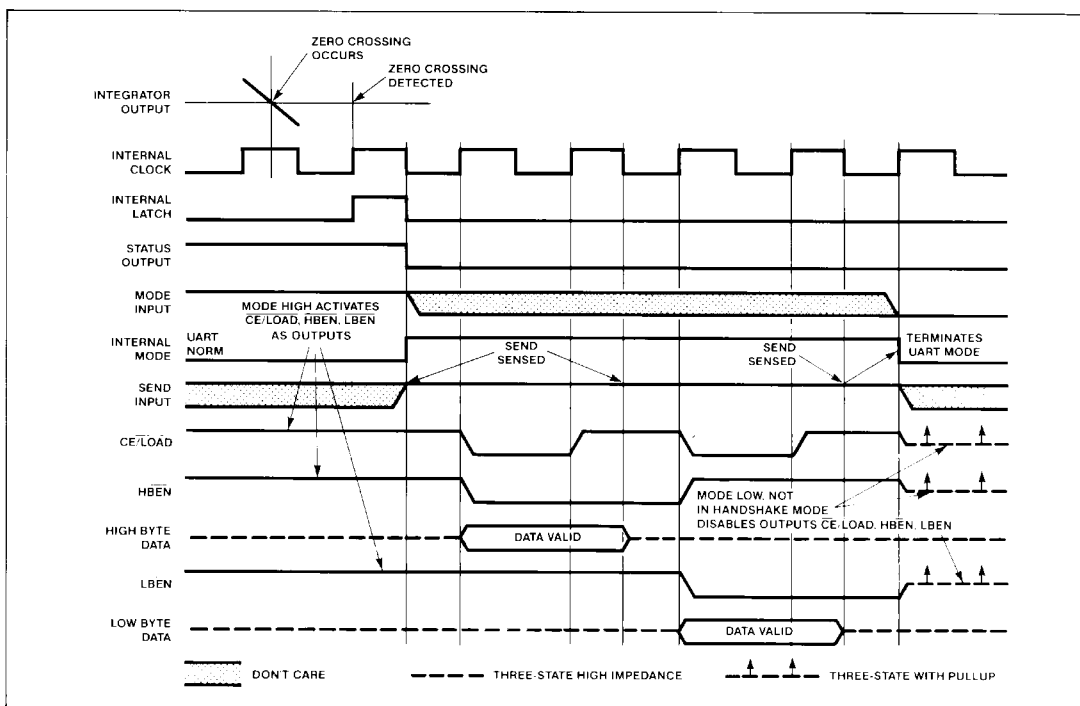 ZERO CROSSING
OCCURS
ZERO CROSSING
DETECTED
INTEGRATOR
OUTPUT
INTERNAL
CLOCK
INTERNAL
LATCH
STATUS
OUTPUT
MODE
INPUT
MODE HIGH ACTIVATES
CE/LOAD, HBEN, LBEN
AS OUTPUTS
INTERNAL
MODE
UART
NORM
SEND
SENSED
SEND
SENSED
TERMINATES
UART MODE
SEND
INPUT
CE/LOAD
HBEN
MODE LOW, NOT
IN HANDSHAKE MODE
DISABLES OUTPUTS CE/LOAD, HBEN, LBEN
HIGH BYTE
DATA
DATA VALID
LBEN
LOW BYTE
DATA
DATA VALID
DON'T CARE
THREE-STATE HIGH IMPEDANCE
THREE-STATE WITH PULLUP